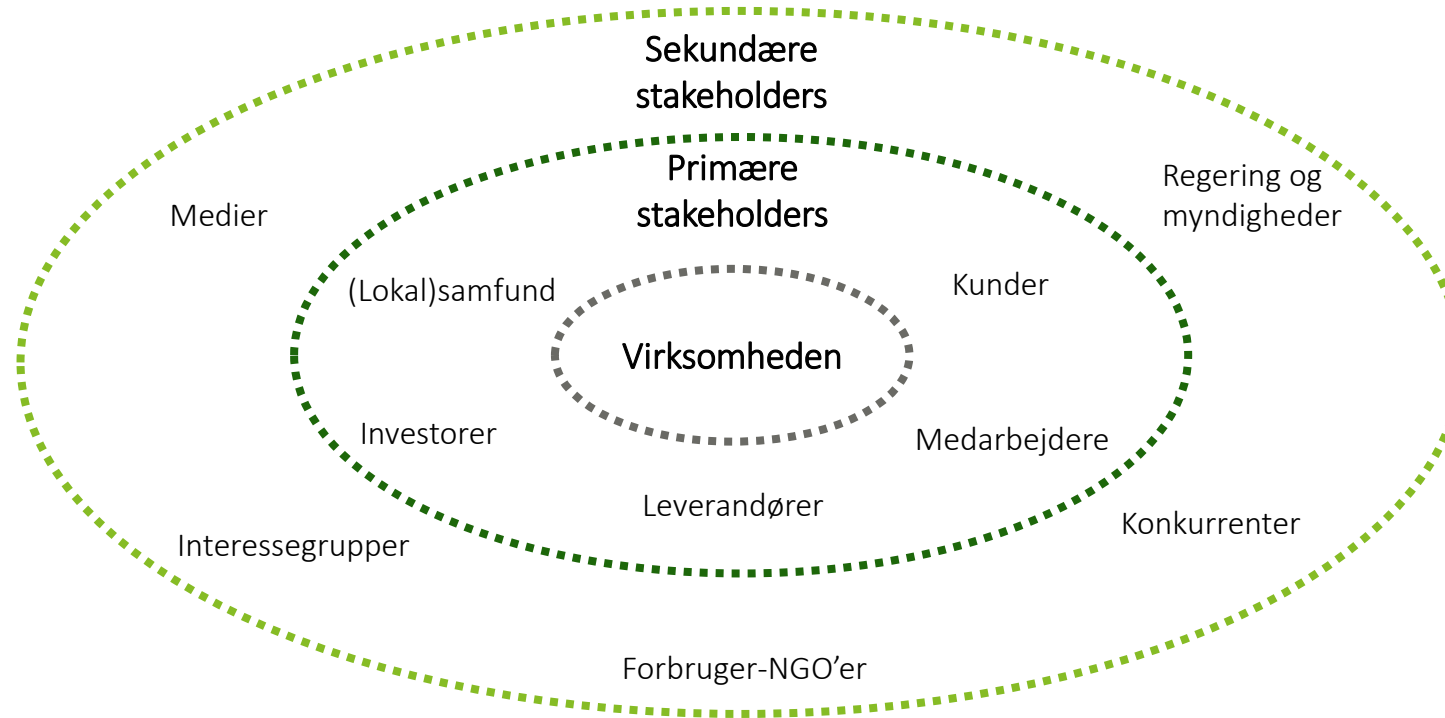 Sekundære
stakeholders
Primære
stakeholders
Regering og
myndigheder
Medier
(Lokal)samfund
Kunder
Virksomheden
Investorer
Medarbejdere
Leverandører
Interessegrupper
Konkurrenter
Forbruger-NGO’er